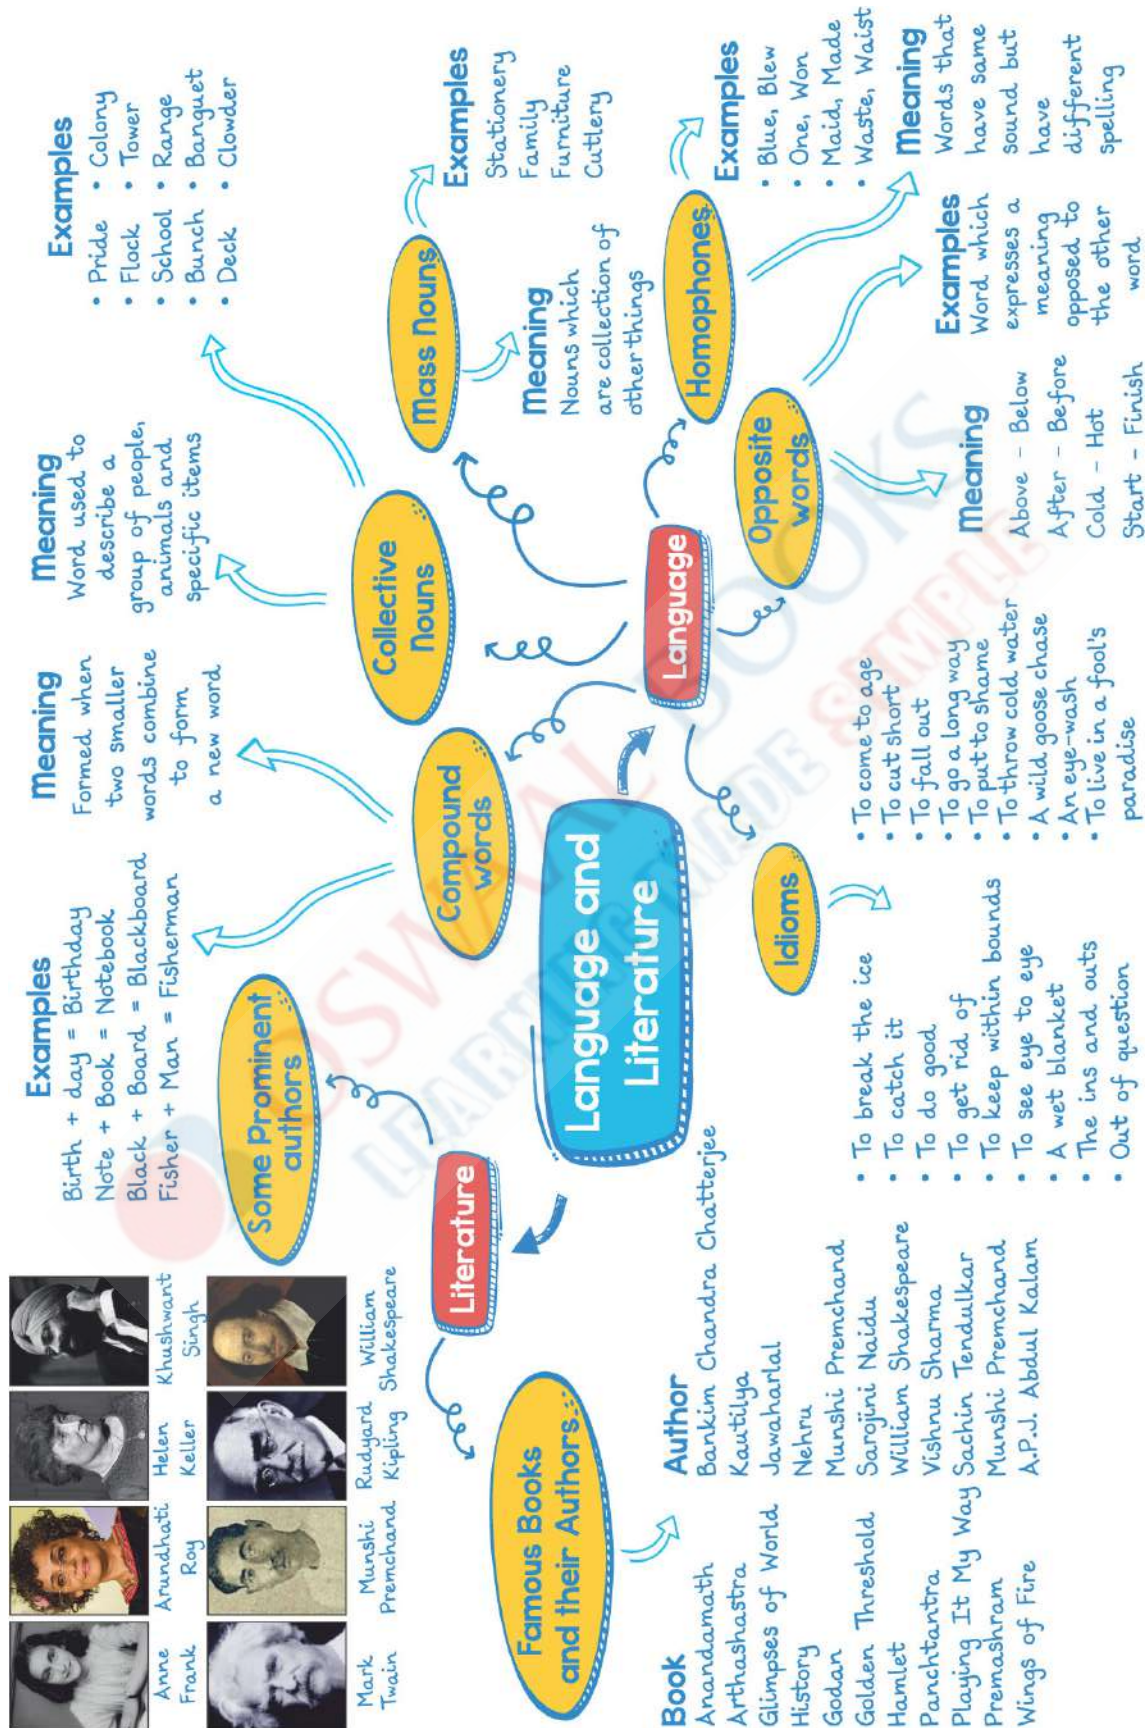 Language and
Literature
Literature
Some Prominent
authors
Anne
Frank
Arundhati
Roy
Helen
Keller
Khushwant
Singh
Mark
Twain
Munshi
Premchand
Rudyard
Kipling
William
Shakespeare
Famous Books
and their Authors
Book
Author
Anandamath
Bankim Chandra Chatterjee
Arthashastra
Kautilya
Glimpses of World
Jawaharlal
History
Nehru
Godan
Munshi Premchand
Golden Threshold
Sarojini Naidu
Hamlet
William Shakespeare
Panchtantra
Vishnu Sharma
Playing It My Way
Sachin Tendulkar
Premashram
Munshi Premchand
Wings of Fire
A.P.J. Abdul Kalam
Language
Compound
words
Examples
Birth + day = Birthday
Note + Book = Notebook
Black + Board = Blackboard
Fisher + Man = Fisherman
Meaning
Formed when
two smaller
words combine
to form
a new word
Collective
Nouns
Meaning
Word used to
describe a
group of people,
animals and
specific items
Examples
• Pride • Colony
• Flock • Tower
• School • Range
• Bunch • Banguet
• Deck • Clowder
Mass Nouns
Examples
Stationery
Family
Furniture
Cutlery
Meaning
Nouns which
are collection of
other things
Homophones
Examples
• Blue, Blew
• One, Won
• Maid, Made
• Waste, Waist
Meaning
Words that
have same
sound but
have
different
spelling
Opposite
words
Examples
Word which
expresses a
meaning
opposed to
the other
word
Meaning
Above - Below
After - Before
Cold - Hot
Start - Finish
Idioms
• To break the ice
• To catch it
• To do good
• To get rid of
• To keep within bounds
• To see eye to eye
• A wet blanket
• The ins and outs
• Out of question
• To come to age
• To cut short
• To fall out
• To go a long way
• To put to shame
• To throw cold water
• A wild goose chase
• An eye-wash
• To live in a fool's
paradise
OSWAAL BOOKS
LEARNING MADE SIMPLE